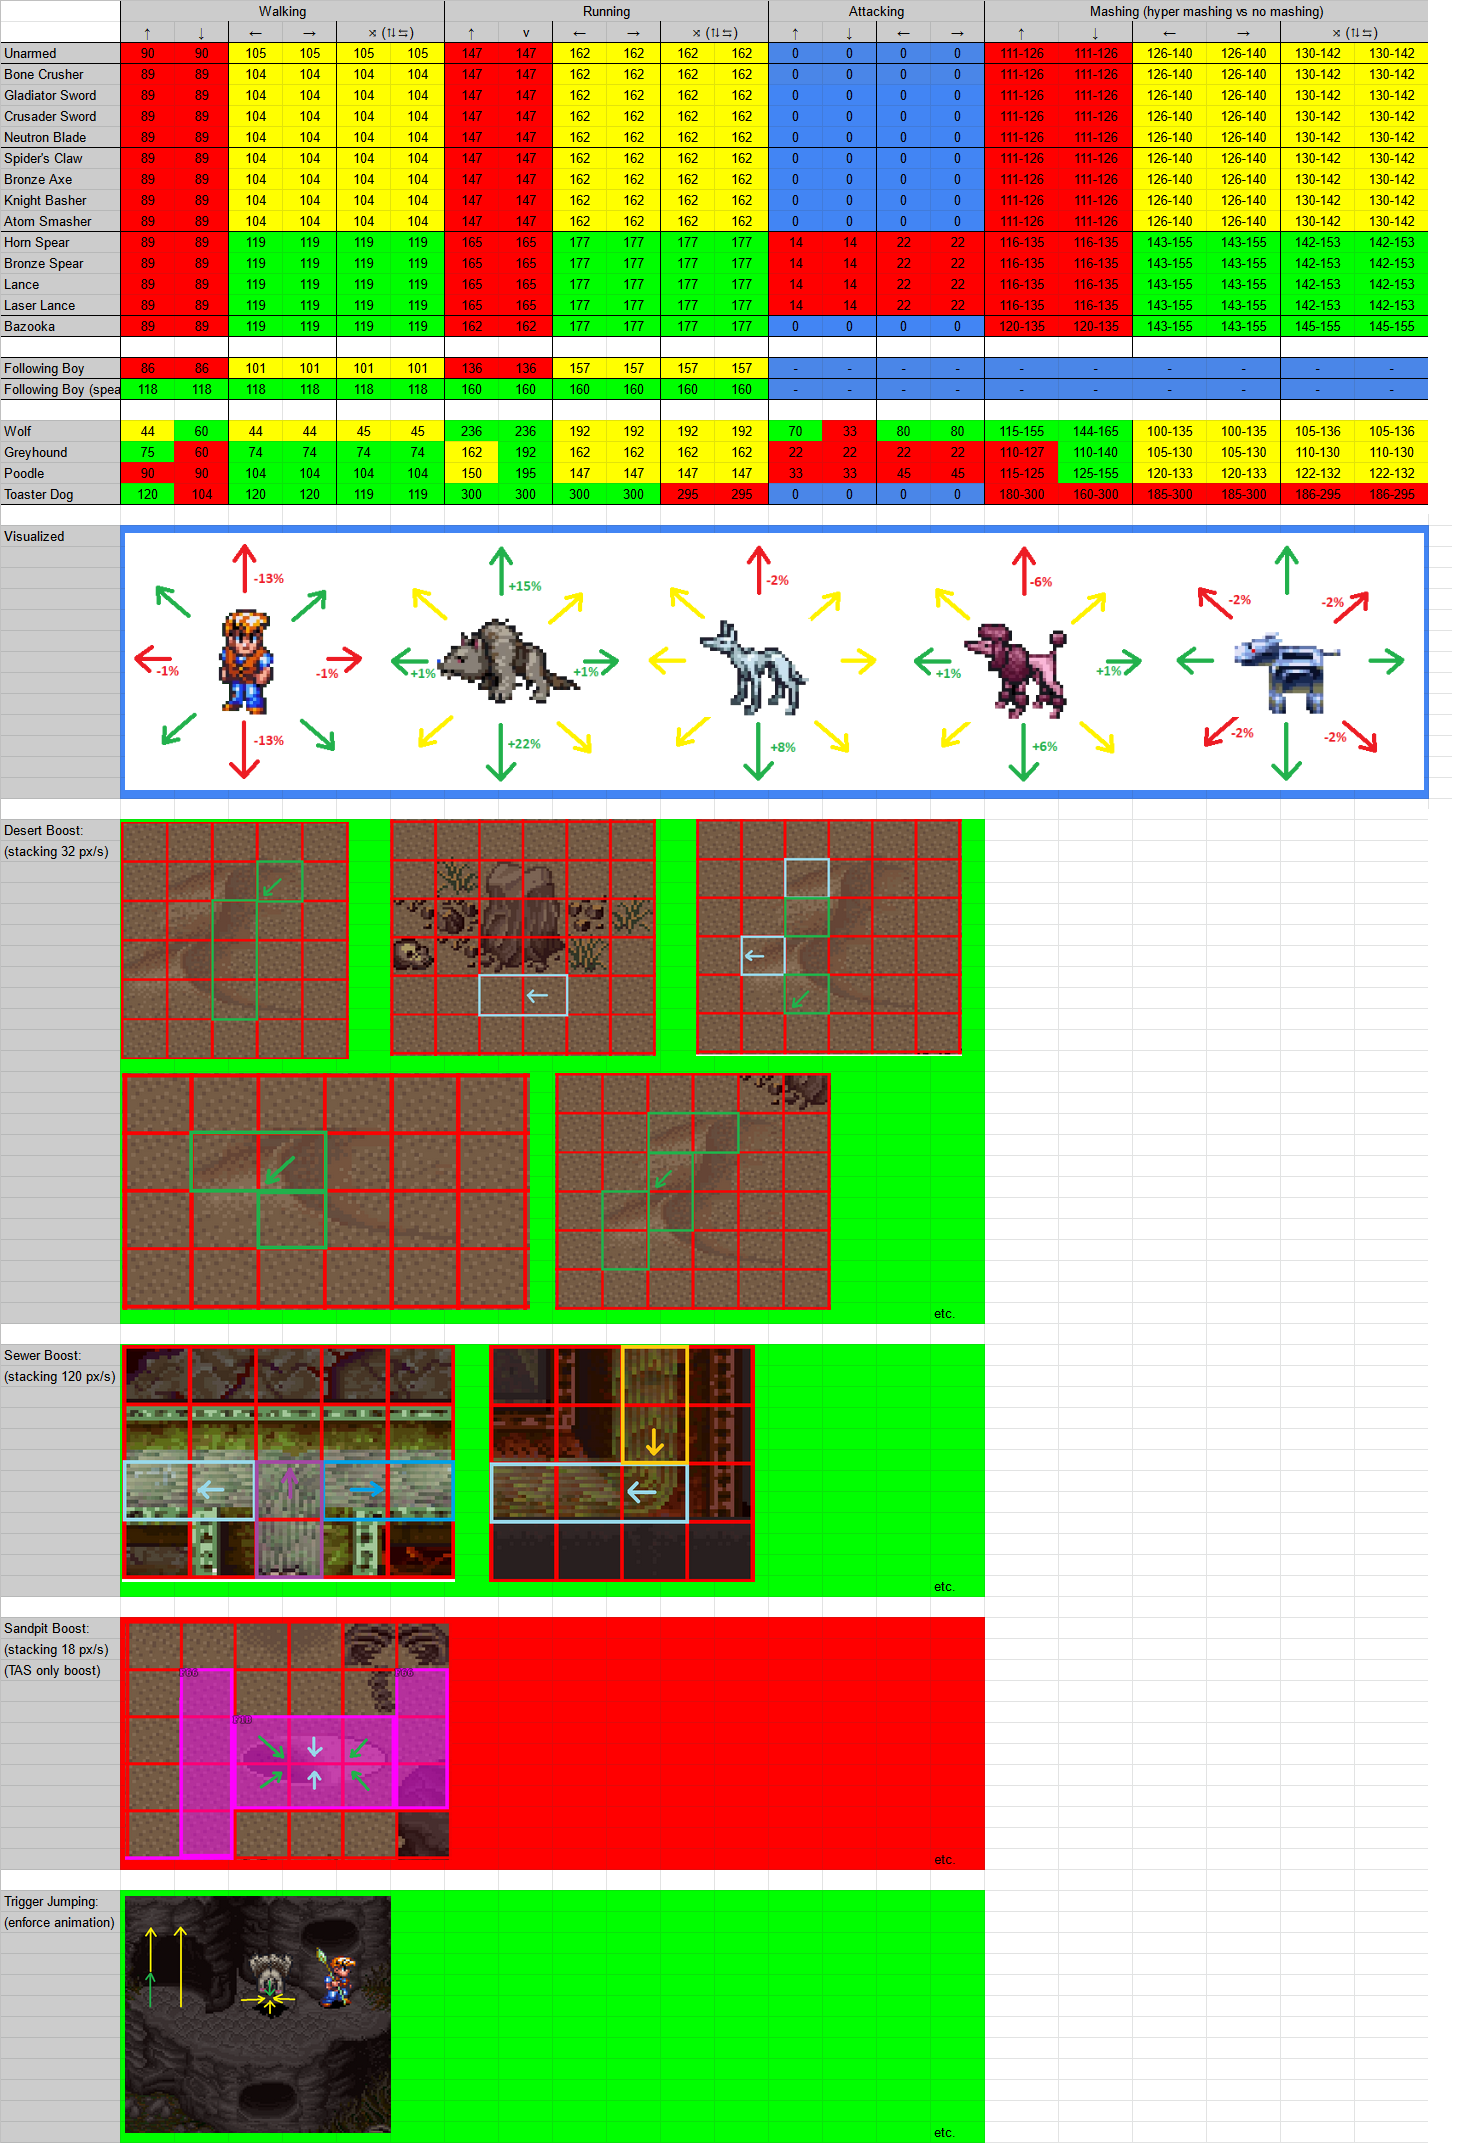 Walking Running Attacking Mashing (hyper mashing vs no mashing)
↑ ↓ ← → ⤨ (⇅⇆) ↑ v ← → ⤨ (⇅⇆) ↑ ↓ ← → ↑ ↓ ← → ⤨ (⇅⇆)
Unarmed 90 90 105 105 105 105 147 147 162 162 162 162 0 0 0 0 111-126 111-126 126-140 126-140 130-142 130-142
Bone Crusher 89 89 104 104 104 104 147 147 162 162 162 162 0 0 0 0 111-126 111-126 126-140 126-140 130-142 130-142
Gladiator Sword 89 89 104 104 104 104 147 147 162 162 162 162 0 0 0 0 111-126 111-126 126-140 126-140 130-142 130-142
Crusader Sword 89 89 104 104 104 104 147 147 162 162 162 162 0 0 0 0 111-126 111-126 126-140 126-140 130-142 130-142
Neutron Blade 89 89 104 104 104 104 147 147 162 162 162 162 0 0 0 0 111-126 111-126 126-140 126-140 130-142 130-142
Spider's Claw 89 89 104 104 104 104 147 147 162 162 162 162 0 0 0 0 111-126 111-126 126-140 126-140 130-142 130-142
Bronze Axe 89 89 104 104 104 104 147 147 162 162 162 162 0 0 0 0 111-126 111-126 126-140 126-140 130-142 130-142
Knight Basher 89 89 104 104 104 104 147 147 162 162 162 162 0 0 0 0 111-126 111-126 126-140 126-140 130-142 130-142
Atom Smasher 89 89 104 104 104 104 147 147 162 162 162 162 0 0 0 0 111-126 111-126 126-140 126-140 130-142 130-142
Horn Spear 89 89 119 119 119 119 165 165 177 177 177 177 14 14 22 22 116-135 116-135 143-155 143-155 142-153 142-153
Bronze Spear 89 89 119 119 119 119 165 165 177 177 177 177 14 14 22 22 116-135 116-135 143-155 143-155 142-153 142-153
Lance 89 89 119 119 119 119 165 165 177 177 177 177 14 14 22 22 116-135 116-135 143-155 143-155 142-153 142-153
Laser Lance 89 89 119 119 119 119 165 165 177 177 177 177 14 14 22 22 116-135 116-135 143-155 143-155 142-153 142-153
Bazooka 89 89 119 119 119 119 162 162 177 177 177 177 0 0 0 0 120-135 120-135 143-155 143-155 145-155 145-155
Following Boy 86 86 101 101 101 101 136 136 157 157 157 157 - - - - - - - - - -
Following Boy (spea 118 118 118 118 118 118 160 160 160 160 160 160 - - - - - - - - - -
Wolf 44 60 44 44 45 45 236 236 192 192 192 192 70 33 80 80 115-155 144-165 100-135 100-135 105-136 105-136
Greyhound 75 60 74 74 74 74 162 192 162 162 162 162 22 22 22 22 110-127 110-140 105-130 105-130 110-130 110-130
Poodle 90 90 104 104 104 104 150 195 147 147 147 147 33 33 45 45 115-125 125-155 120-133 120-133 122-132 122-132
Toaster Dog 120 104 120 120 119 119 300 300 300 300 295 295 0 0 0 0 180-300 160-300 185-300 185-300 186-295 186-295
Visualized
-13% +15% -2% -6% -2% -2%
-1% -1% +1% +1% +1% +1%
-13% +22% +8% +6% -2% -2%
Desert Boost:
(stacking 32 px/s)
etc.
Sewer Boost:
(stacking 120 px/s)
etc.
Sandpit Boost:
(stacking 18 px/s)
(TAS only boost)
etc.
Trigger Jumping:
(enforce animation)
etc.